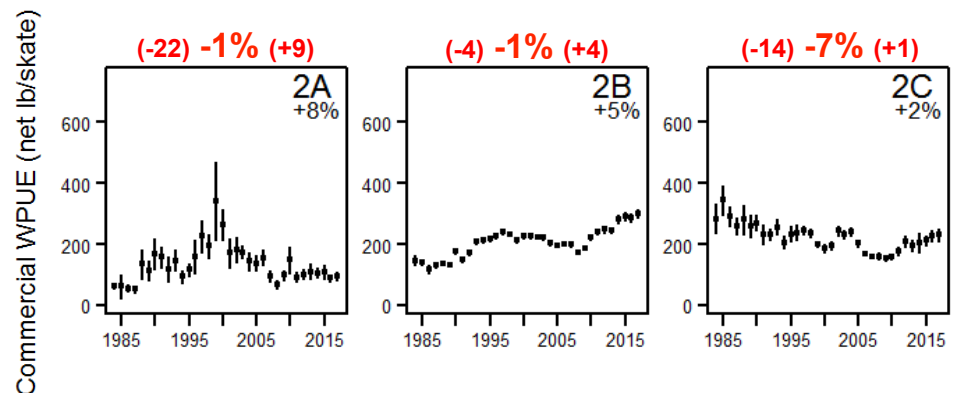 Commercial WPUE (net lb/skate)
(-22) -1% (+9)
(-4) -1% (+4)
(-14) -7% (+1)
2A
+8%
600
400
200
0
1985 1995 2005 2015
2B
+5%
600
400
200
0
1985 1995 2005 2015
2C
+2%
600
400
200
0
1985 1995 2005 2015